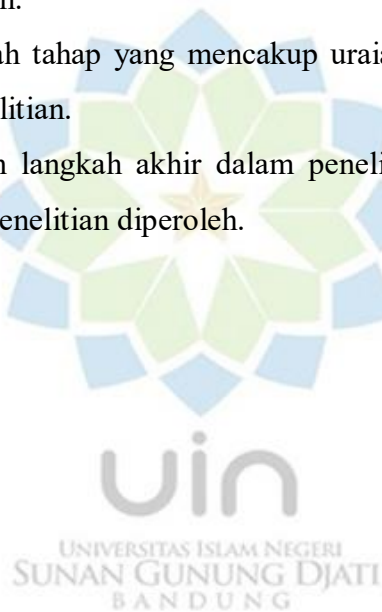 ah tahap yang mencakup uraia
litian.
langkah akhir dalam peneli
enelitian diperoleh.
uin
UNIVERSITAS ISLAM NEGERI
SUNAN GUNUNG DJATI
BANDUNG